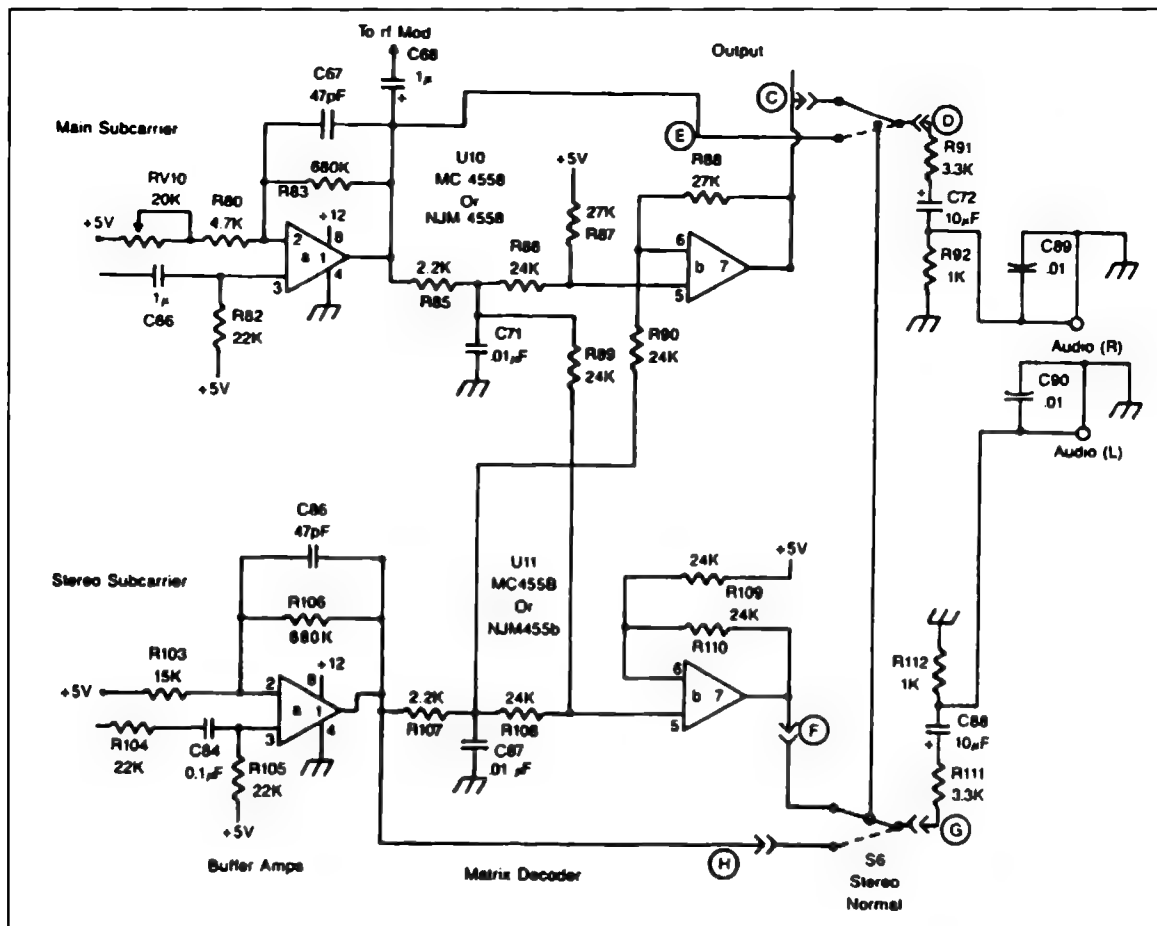 To rf Mod
C68
1µ
+
Output
C67
47pF
Main Subcarrier
C
D
E
R91
3.3K
680K
R83
U10
MC 4558
Or
NJM 4558
+5V
R88
27K
RV10
20K
R80
4.7K
+5V
+12
8
2
a
1
4
3
27K
R87
+
C72
10µF
R86
24K
6
b
7
5
C89
.01
R92
1K
2.2K
R85
1µ
C66
R82
22K
+5V
C71
.01µF
R89
24K
R90
24K
Audio (R)
C90
.01
Audio (L)
C86
47pF
Stereo Subcarrier
U11
MC455B
Or
NJM455b
+5V
24K
R109
24K
R110
R106
680K
R103
15K
+5V
+12
8
2
a
1
4
3
R112
1K
6
b
7
5
2.2K
R107
24K
R108
F
C88
10µF
+
R104
22K
C84
0.1µF
R105
22K
+5V
C87
.01 µF
R111
3.3K
G
H
Buffer Amps
Matrix Decoder
S6
Stereo
Normal